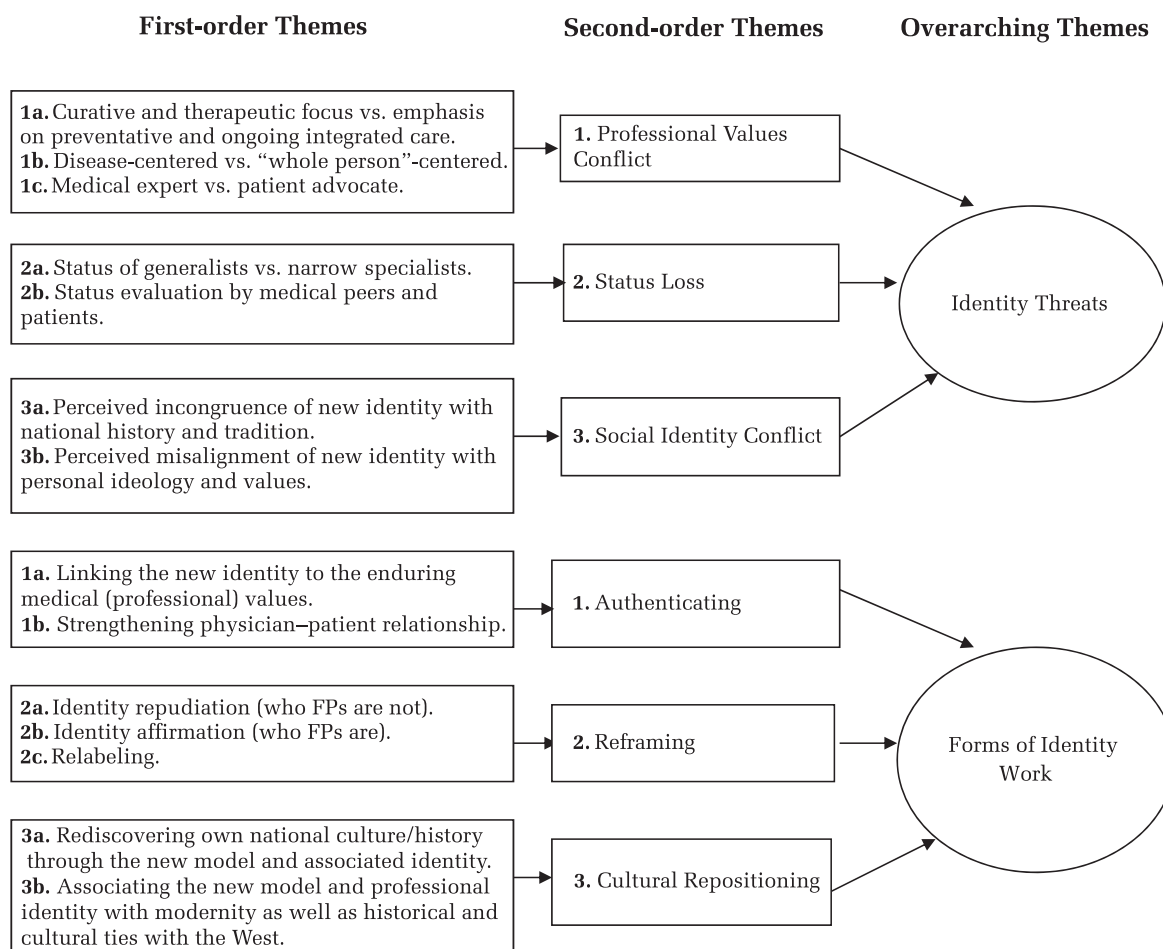 First-order Themes
Second-order Themes
Overarching Themes
1a. Curative and therapeutic focus vs. emphasis
on preventative and ongoing integrated care.
1b. Disease-centered vs. “whole person”-centered.
1c. Medical expert vs. patient advocate.
1. Professional Values
Conflict
2a. Status of generalists vs. narrow specialists.
2b. Status evaluation by medical peers and
patients.
2. Status Loss
Identity Threats
3a. Perceived incongruence of new identity with
national history and tradition.
3b. Perceived misalignment of new identity with
personal ideology and values.
3. Social Identity Conflict
1a. Linking the new identity to the enduring
medical (professional) values.
1b. Strengthening physician–patient relationship.
1. Authenticating
2a. Identity repudiation (who FPs are not).
2b. Identity affirmation (who FPs are).
2c. Relabeling.
2. Reframing
Forms of Identity
Work
3a. Rediscovering own national culture/history
through the new model and associated identity.
3b. Associating the new model and professional
identity with modernity as well as historical and
cultural ties with the West.
3. Cultural Repositioning